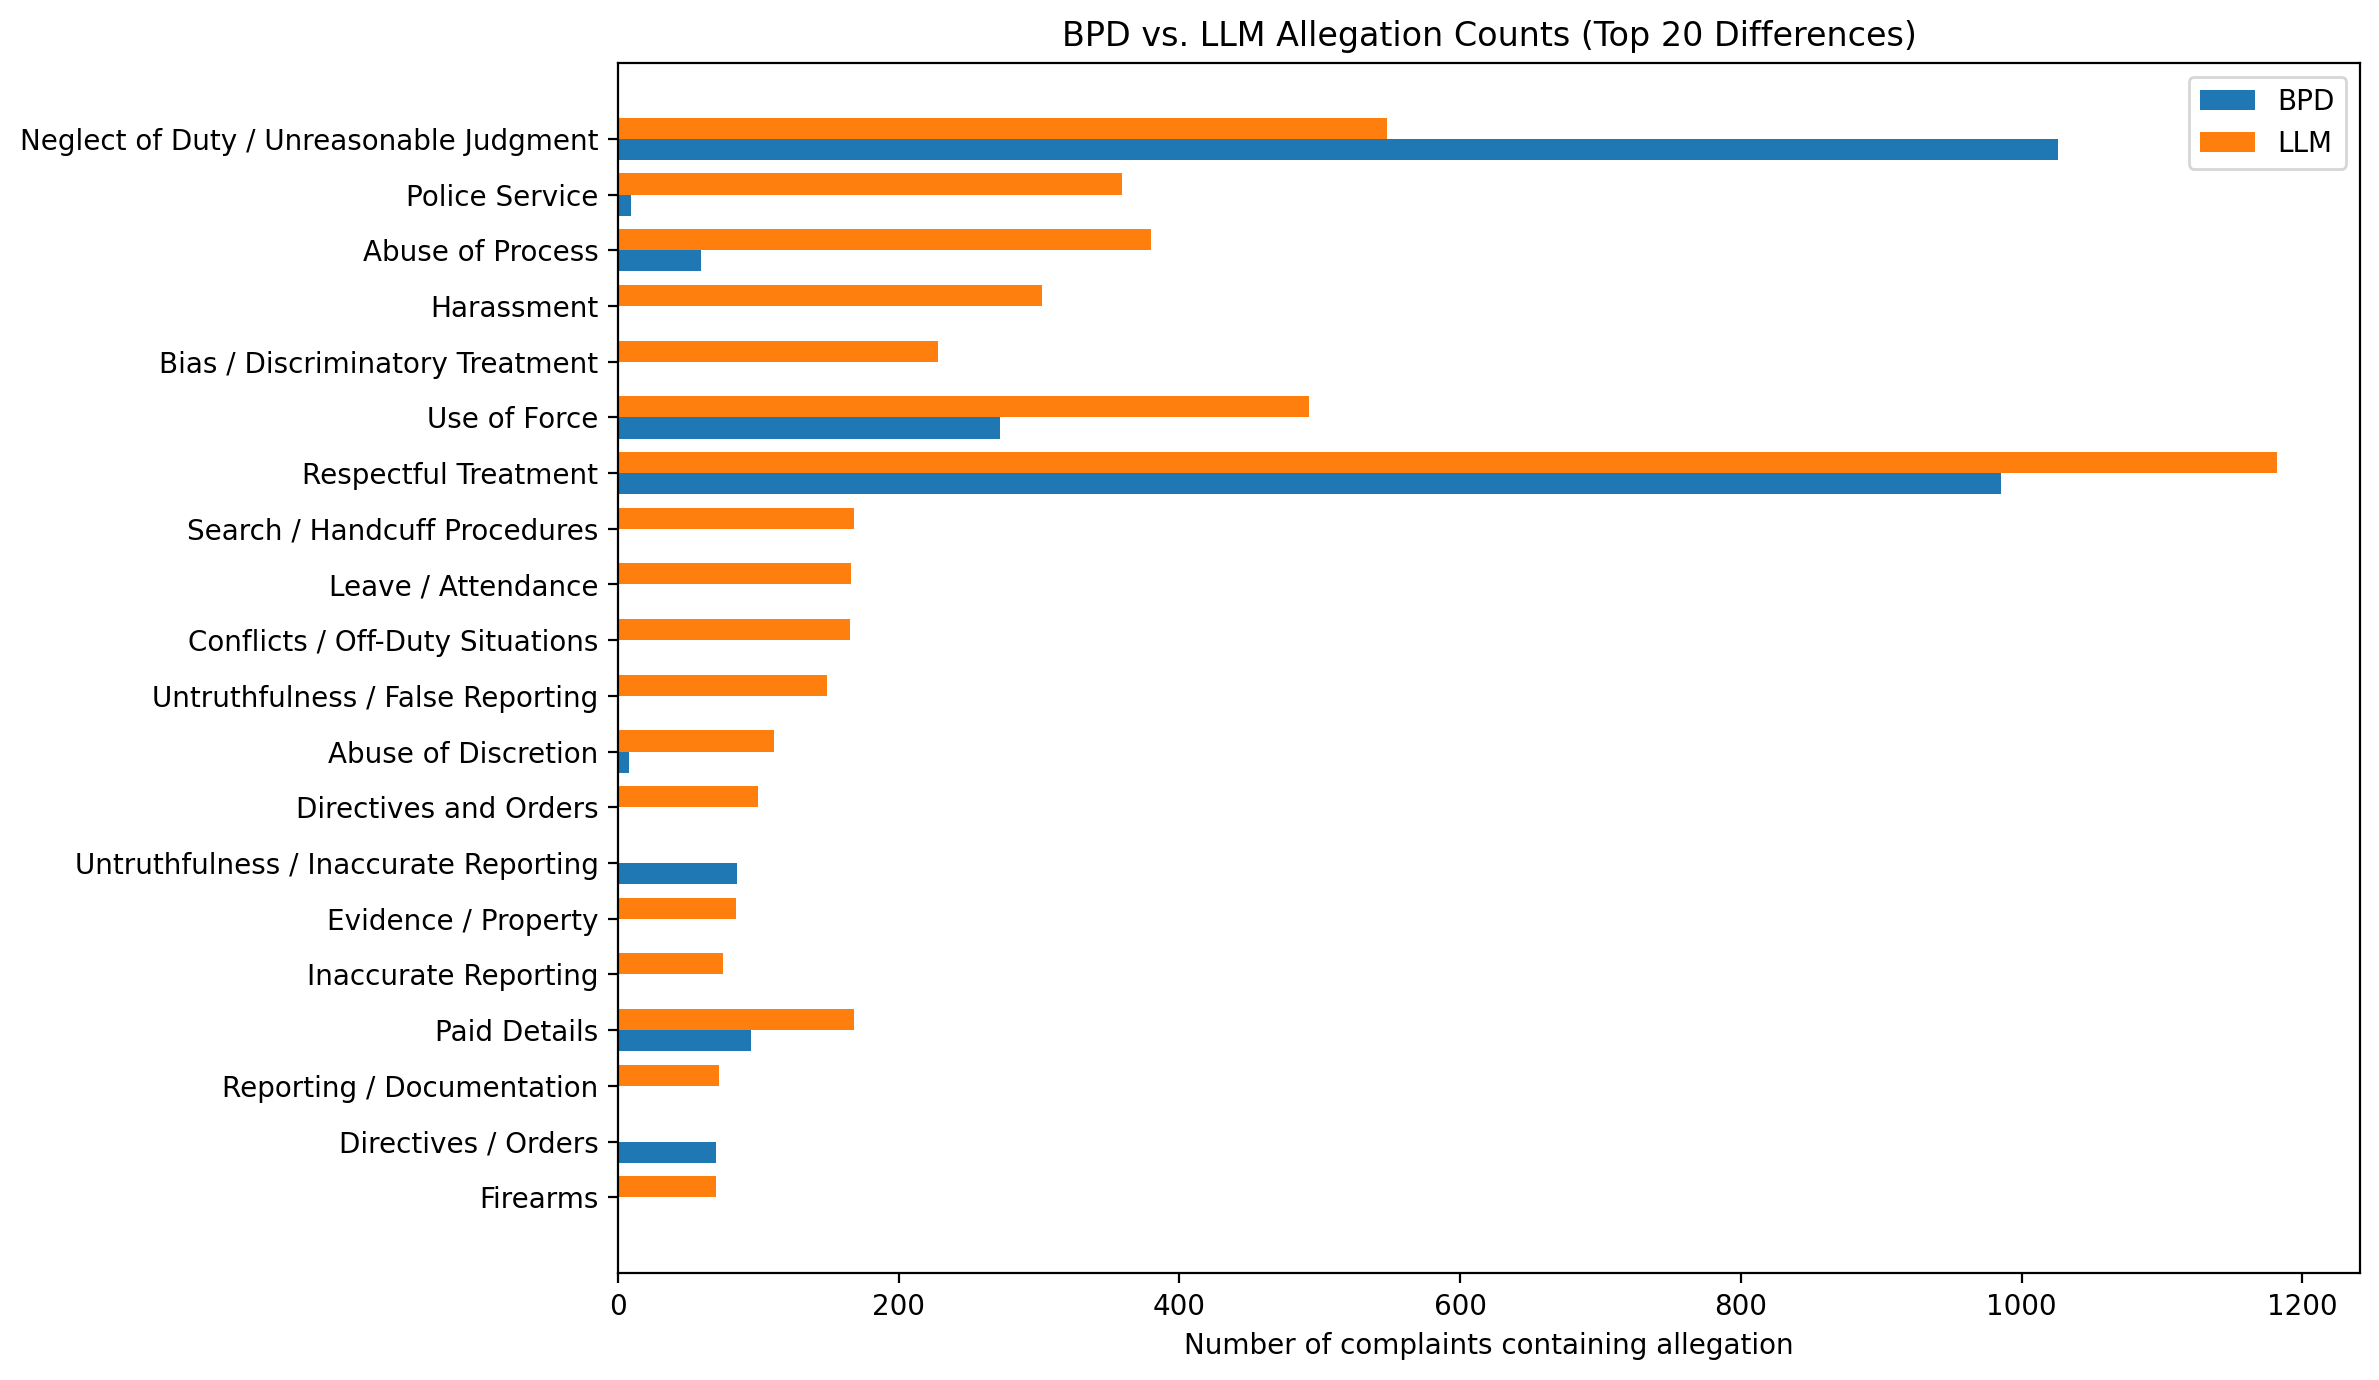 BPD vs. LLM Allegation Counts (Top 20 Differences)
BPD
LLM
Neglect of Duty / Unreasonable Judgment
Police Service
Abuse of Process
Harassment
Bias / Discriminatory Treatment
Use of Force
Respectful Treatment
Search / Handcuff Procedures
Leave / Attendance
Conflicts / Off-Duty Situations
Untruthfulness / False Reporting
Abuse of Discretion
Directives and Orders
Untruthfulness / Inaccurate Reporting
Evidence / Property
Inaccurate Reporting
Paid Details
Reporting / Documentation
Directives / Orders
Firearms
0 200 400 600 800 1000 1200
Number of complaints containing allegation